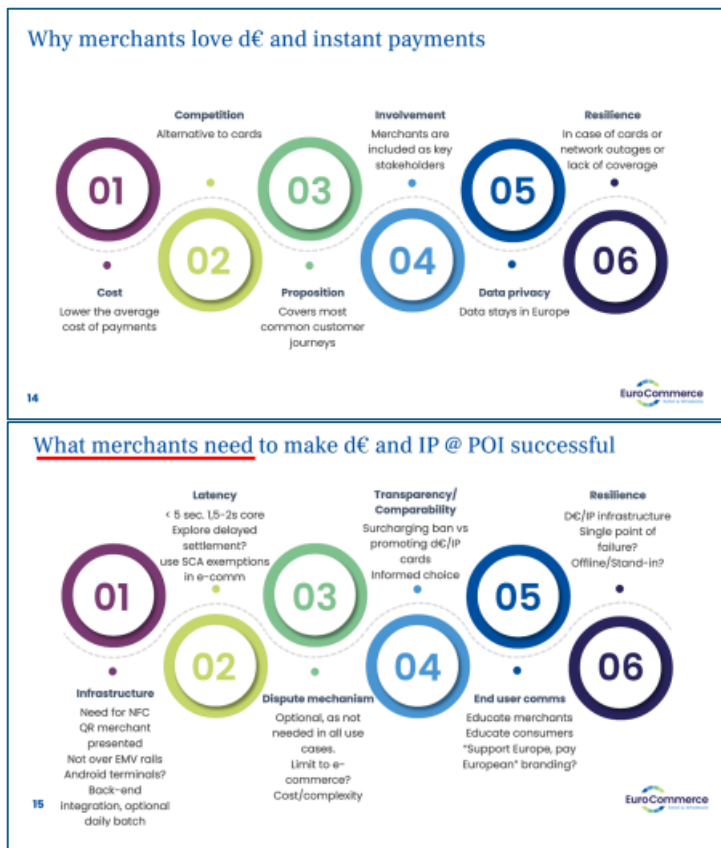 Why merchants love d€ and instant payments
01
Cost
Lower the average
cost of payments
Competition
Alternative to cards
02
03
Proposition
Covers most
common customer
journeys
Involvement
Merchants are
included as key
stakeholders
04
05
Data privacy
Data stays in Europe
Resilience
In case of cards or
network outages or
lack of coverage
06
14
EuroCommerce
What merchants need to make d€ and IP @ POI successful
01
Infrastructure
Need for NFC
QR merchant
presented
Not over EMV rails
Android terminals?
Back-end
integration, optional
daily batch
Latency
< 5 sec. 1,5-2s core
Explore delayed
settlement?
use SCA exemptions
in e-comm
02
03
Dispute mechanism
Optional, as not
needed in all use
cases.
Limit to e-
commerce?
Cost/complexity
Transparency/
Comparability
Surcharging ban vs
promoting d€/IP
cards
Informed choice
04
05
End user comms
Educate merchants
Educate consumers
"Support Europe, pay
European" branding?
Resilience
D€/IP infrastructure
Single point of
failure?
Offline/Stand-in?
06
15
EuroCommerce